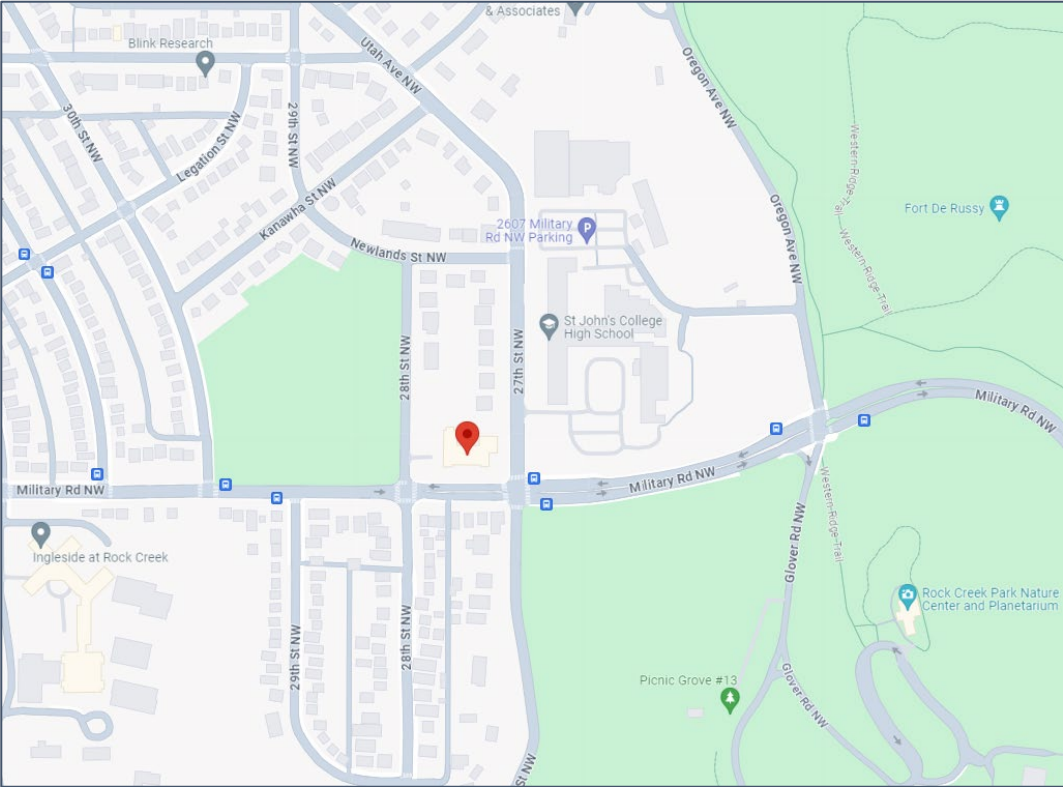 & Associates
Blink Research
Utah Ave NW
Oregon Ave NW
30th St NW
29th St NW
Legation St NW
Kanawha St NW
Western-Ridge-Trail
Oregon Ave NW
Fort De Russy
2607 Military
Rd NW Parking
P
Newlands St NW
Western-Ridge-Trail
St John's College
High School
28th St NW
27th St NW
Military Rd NW
Military Rd NW
Military Rd NW
Western-Ridge-Trail
Glover Rd NW
Ingleside at Rock Creek
Rock Creek Park Nature
Center and Planetarium
29th St NW
28th St NW
Picnic Grove #13
Glover Rd NW
St NW